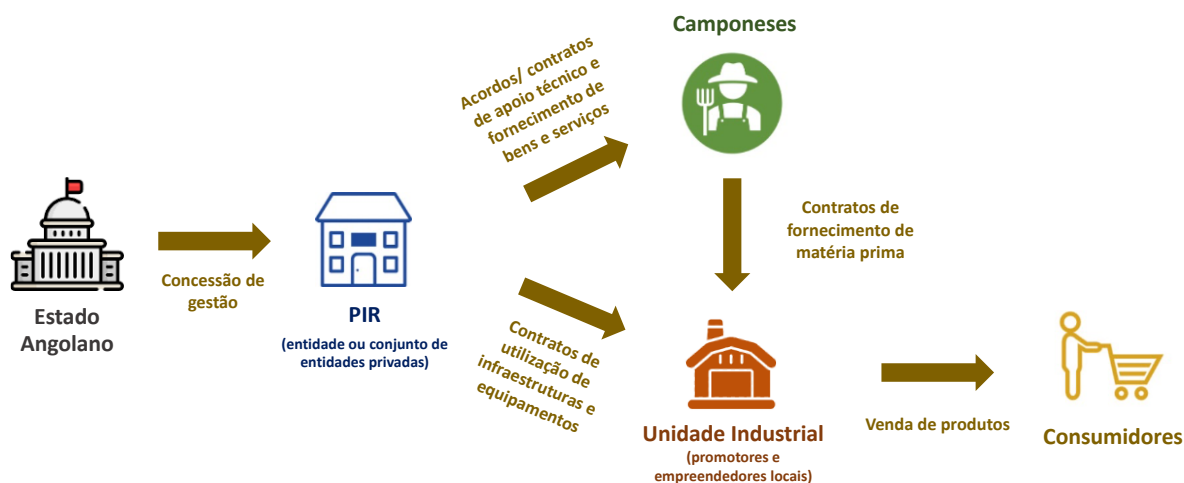 Camponeses
Acordos/ contratos
de apoio técnico e
fornecimento de
bens e serviços
Contratos de
fornecimento de
matéria prima
Concessão de
gestão
Estado
Angolano
PIR
(entidade ou conjunto de
entidades privadas)
Contratos de
utilização de
infraestruturas e
equipamentos
Unidade Industrial
(promotores e
empreendedores locais)
Venda de produtos
Consumidores